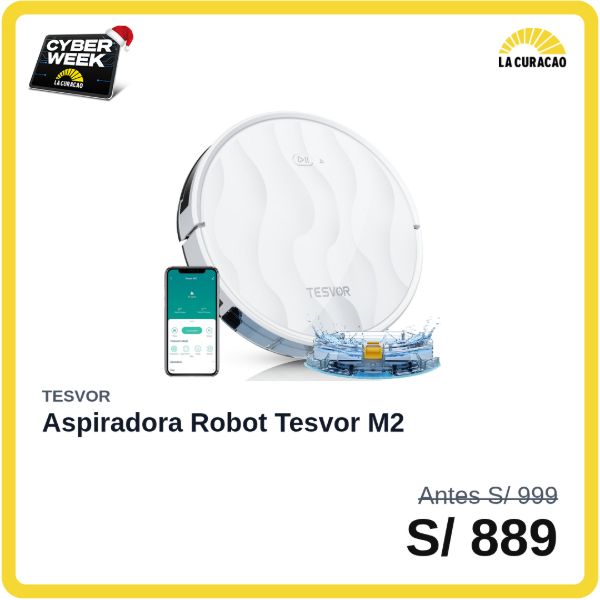 CYBER
WEEK
LA CURACAO
LA CURACAO
TESVOR
TESVOR
Aspiradora Robot Tesvor M2
Antes S/ 999
S/ 889